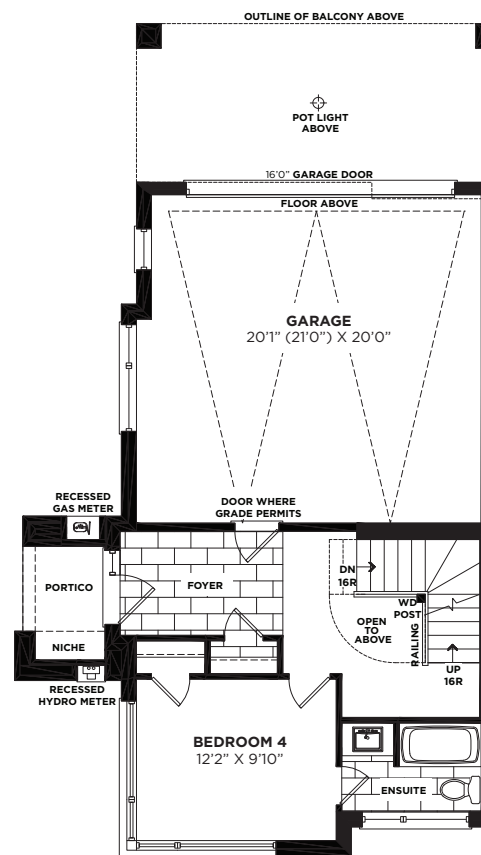 OUTLINE OF BALCONY ABOVE
POT LIGHT
ABOVE
16'0" GARAGE DOOR
FLOOR ABOVE
GARAGE
20'1" (21'0") X 20'0"
RECESSED
GAS METER
DOOR WHERE
GRADE PERMITS
PORTICO
FOYER
DN
16R
WD
POST
OPEN
TO
ABOVE
RAILING
NICHE
UP
16R
RECESSED
HYDRO METER
BEDROOM 4
12'2" X 9'10"
ENSUITE